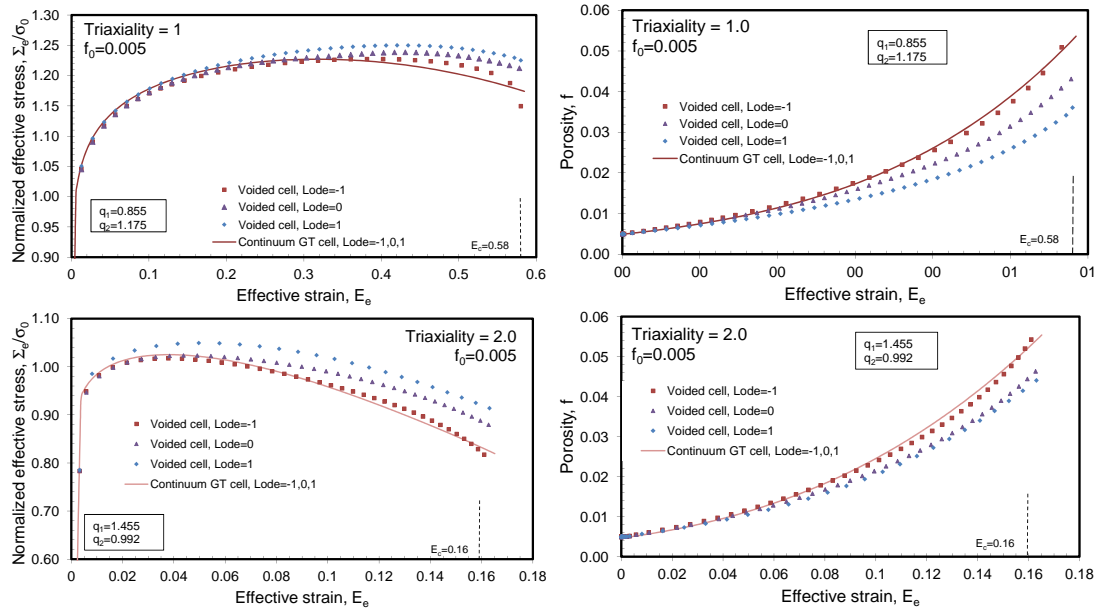 Triaxiality = 1
f₀=0.005
Normalized effective stress, Σₑ/σ₀
1.30
1.25
1.20
1.15
1.10
1.05
1.00
0.95
0.90
q₁=0.855
q₂=1.175
Voided cell, Lode=-1
Voided cell, Lode=0
Voided cell, Lode=1
Continuum GT cell, Lode=-1,0,1
E_c=0.58
0
0.1
0.2
0.3
0.4
0.5
0.6
Effective strain, Eₑ
Triaxiality = 1.0
f₀=0.005
Porosity, f
0.06
0.05
0.04
0.03
0.02
0.01
0.00
q₁=0.855
q₂=1.175
Voided cell, Lode=-1
Voided cell, Lode=0
Voided cell, Lode=1
Continuum GT cell, Lode=-1,0,1
E_c=0.58
00
00
00
00
00
01
01
Effective strain, Eₑ
Triaxiality = 2.0
f₀=0.005
Normalized effective stress, Σₑ/σ₀
1.10
1.00
0.90
0.80
0.70
0.60
Voided cell, Lode=-1
Voided cell, Lode=0
Voided cell, Lode=1
Continuum GT cell, Lode=-1,0,1
q₁=1.455
q₂=0.992
E_c=0.16
0
0.02
0.04
0.06
0.08
0.1
0.12
0.14
0.16
0.18
Effective strain, Eₑ
Triaxiality = 2.0
f₀=0.005
Porosity, f
0.06
0.05
0.04
0.03
0.02
0.01
0.00
q₁=1.455
q₂=0.992
Voided cell, Lode=-1
Voided cell, Lode=0
Voided cell, Lode=1
Continuum GT cell, Lode=-1,0,1
E_c=0.16
0
0.02
0.04
0.06
0.08
0.1
0.12
0.14
0.16
0.18
Effective strain, Eₑ